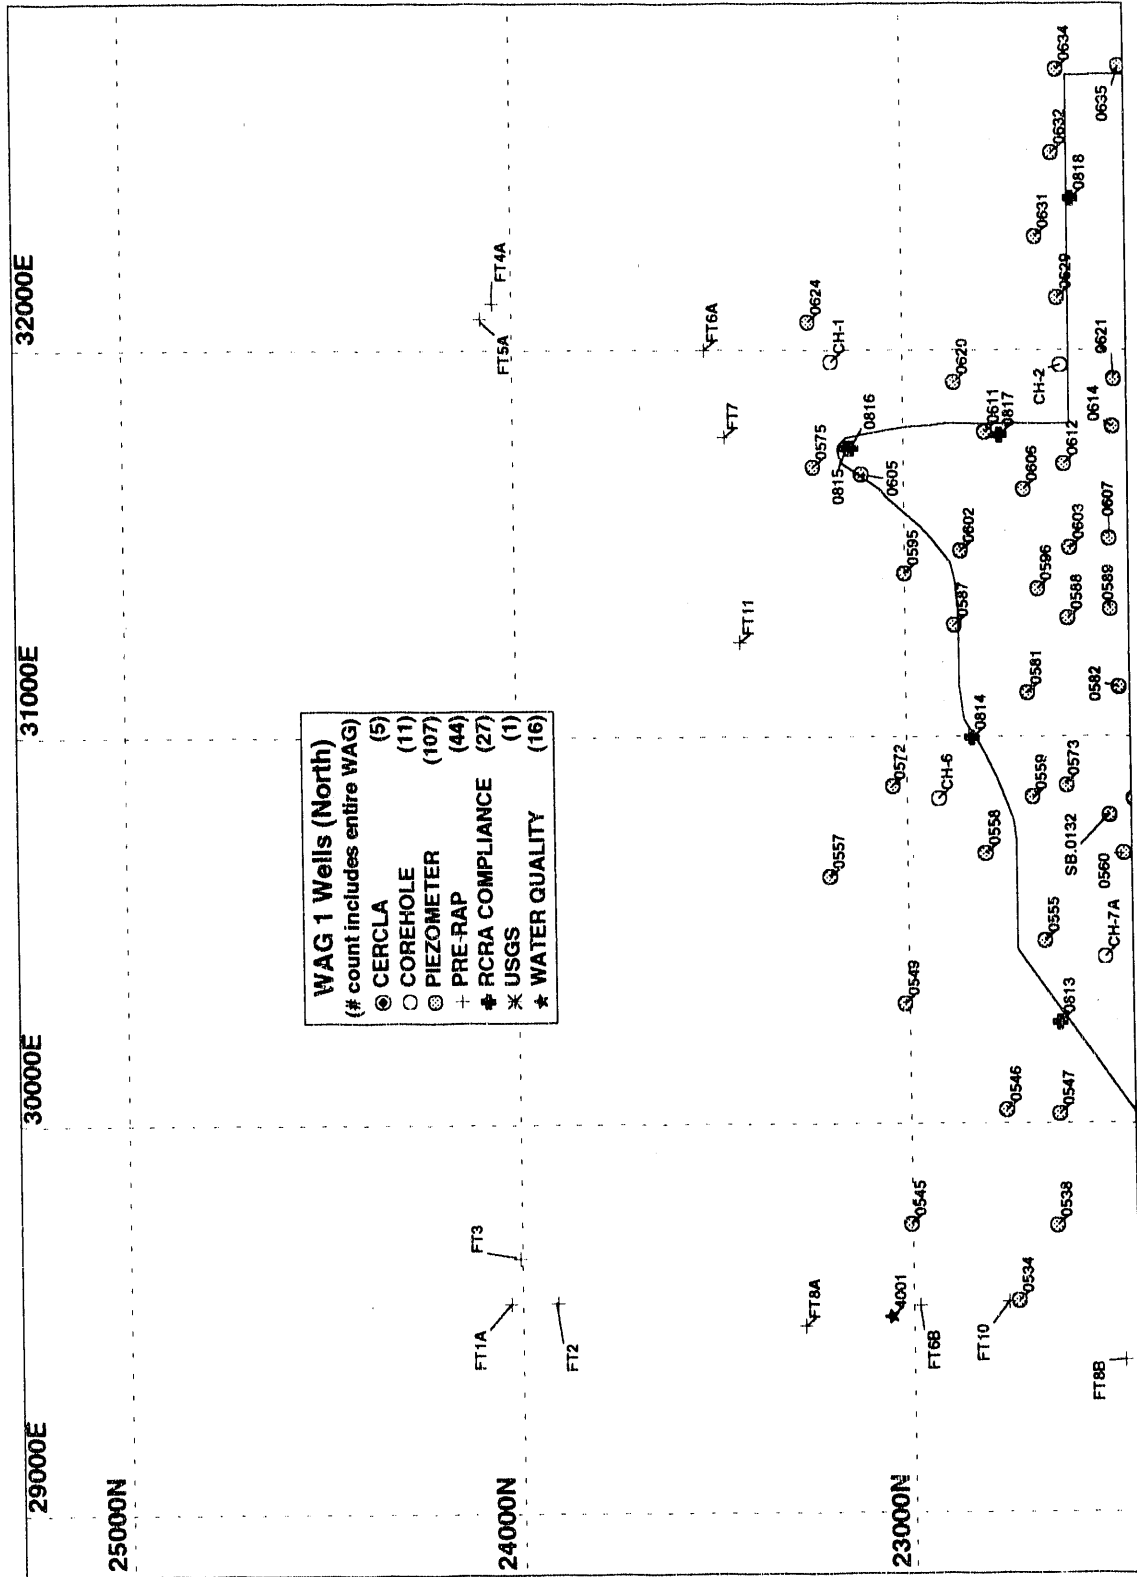 29000E
30000E
31000E
32000E
25000N
24000N
23000N
WAG 1 Wells (North)
(# count includes entire WAG)
CERCLA (5)
COREHOLE (11)
PIEZOMETER (107)
PRE-RAP (44)
RCRA COMPLIANCE (27)
USGS (1)
WATER QUALITY (16)
FT1A
FT3
FT2
FT5A
FT4A
FT6A
FT7
FT11
FT8A
4001
FT6B
FT10
0534
FT8B
0545
0538
0546
0547
0549
0813
0557
0555
CH-7A
0572
CH-6
0558
0559
0573
SB.0132
0560
0814
0581
0582
0595
0587
0602
0596
0588
0589
0603
0607
0575
0815
0816
0605
0624
CH-1
0620
0611
0817
0606
0612
0614
9621
CH-2
0629
0631
0632
0818
0634
0635